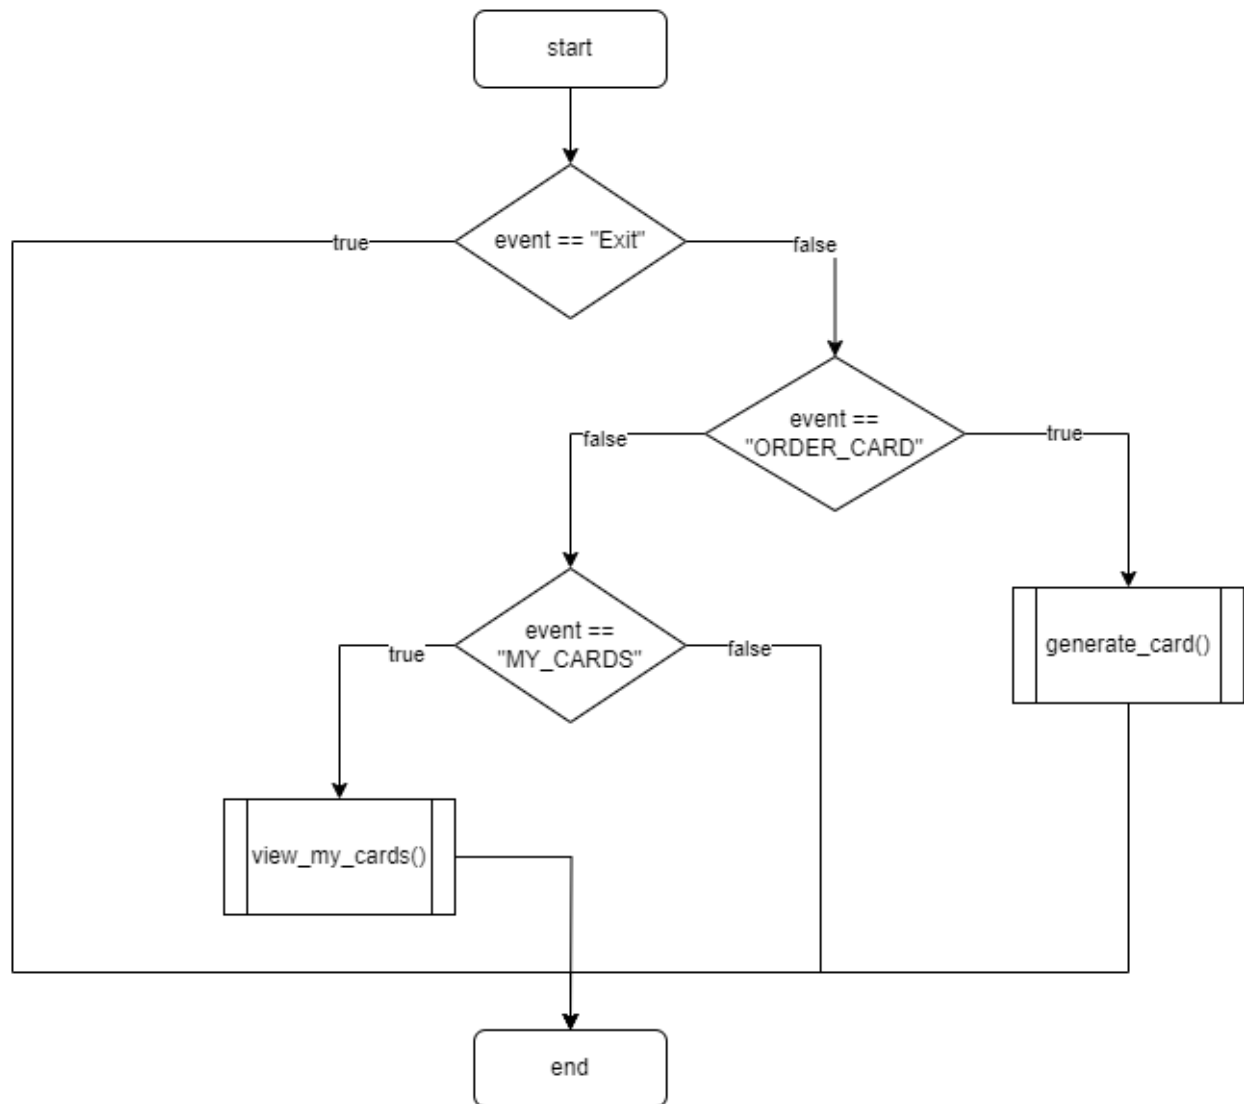 start
event == "Exit"
true
false
event ==
"ORDER_CARD"
false
true
event ==
"MY_CARDS"
true
false
generate_card()
view_my_cards()
end